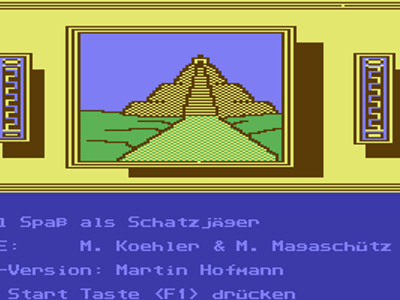 l Spaß als Schatzjäger
E: M. Koehler & M. Magaschütz
-Version: Martin Hofmann
Start Taste <F1> drücken